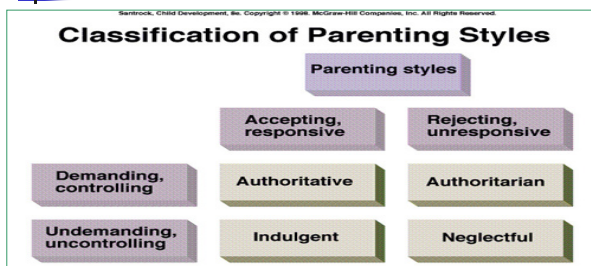 Santrock, Child Development, 8e. Copyright © 1998. McGraw-Hill Companies, Inc. All Rights Reserved.
Classification of Parenting Styles
Parenting styles
Accepting,
responsive
Rejecting,
unresponsive
Demanding,
controlling
Authoritative
Authoritarian
Undemanding,
uncontrolling
Indulgent
Neglectful